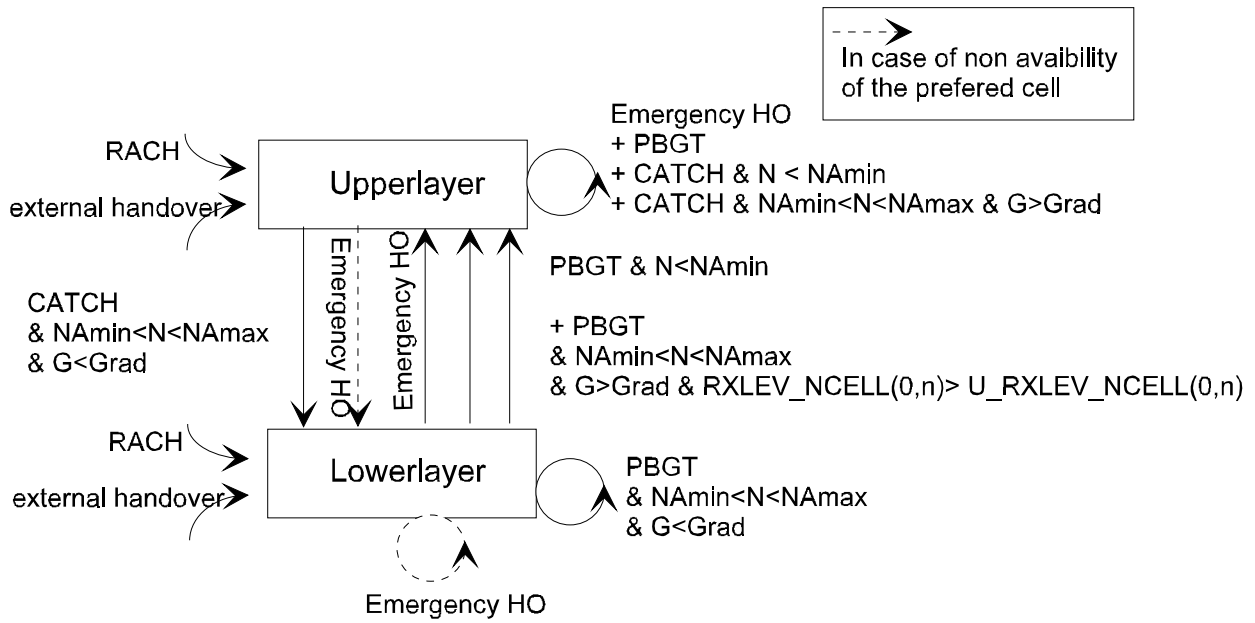 In case of non avaibility
of the prefered cell
Emergency HO
+ PBGT
+ CATCH & N < NAmin
+ CATCH & NAmin<N<NAmax & G>Grad
RACH
Upperlayer
external handover
Emergency HO
Emergency HO
PBGT & N<NAmin
CATCH
& NAmin<N<NAmax
& G<Grad
+ PBGT
& NAmin<N<NAmax
& G>Grad & RXLEV_NCELL(0,n)> U_RXLEV_NCELL(0,n)
RACH
Lowerlayer
external handover
PBGT
& NAmin<N<NAmax
& G<Grad
Emergency HO